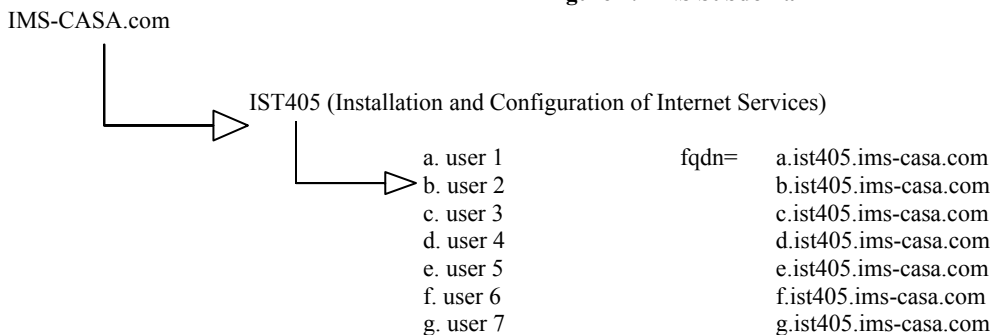 IMS-CASA.com
IST405 (Installation and Configuration of Internet Services)
a. user 1 fqdn= a.ist405.ims-casa.com
b. user 2 b.ist405.ims-casa.com
c. user 3 c.ist405.ims-casa.com
d. user 4 d.ist405.ims-casa.com
e. user 5 e.ist405.ims-casa.com
f. user 6 f.ist405.ims-casa.com
g. user 7 g.ist405.ims-casa.com